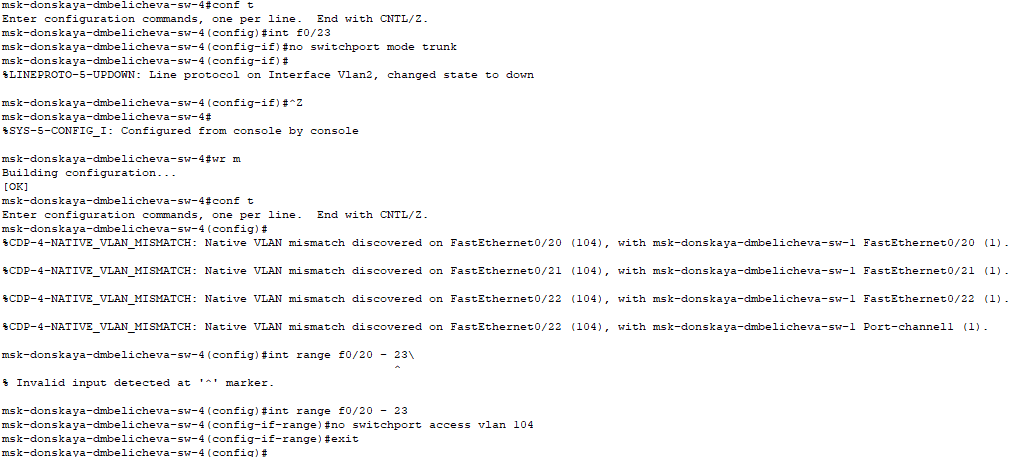 msk-donskaya-dmbelicheva-sw-4#conf t
Enter configuration commands, one per line.  End with CNTL/Z.
msk-donskaya-dmbelicheva-sw-4(config)#int f0/23
msk-donskaya-dmbelicheva-sw-4(config-if)#no switchport mode trunk
msk-donskaya-dmbelicheva-sw-4(config-if)#
%LINEPROTO-5-UPDOWN: Line protocol on Interface Vlan2, changed state to down
msk-donskaya-dmbelicheva-sw-4(config-if)#^Z
msk-donskaya-dmbelicheva-sw-4#
%SYS-5-CONFIG_I: Configured from console by console
msk-donskaya-dmbelicheva-sw-4#wr m
Building configuration...
[OK]
msk-donskaya-dmbelicheva-sw-4#conf t
Enter configuration commands, one per line.  End with CNTL/Z.
msk-donskaya-dmbelicheva-sw-4(config)#
%CDP-4-NATIVE_VLAN_MISMATCH: Native VLAN mismatch discovered on FastEthernet0/20 (104), with msk-donskaya-dmbelicheva-sw-1 FastEthernet0/20 (1).
%CDP-4-NATIVE_VLAN_MISMATCH: Native VLAN mismatch discovered on FastEthernet0/21 (104), with msk-donskaya-dmbelicheva-sw-1 FastEthernet0/21 (1).
%CDP-4-NATIVE_VLAN_MISMATCH: Native VLAN mismatch discovered on FastEthernet0/22 (104), with msk-donskaya-dmbelicheva-sw-1 FastEthernet0/22 (1).
%CDP-4-NATIVE_VLAN_MISMATCH: Native VLAN mismatch discovered on FastEthernet0/22 (104), with msk-donskaya-dmbelicheva-sw-1 Port-channel1 (1).
msk-donskaya-dmbelicheva-sw-4(config)#int range f0/20 - 23\
^
% Invalid input detected at '^' marker.
msk-donskaya-dmbelicheva-sw-4(config)#int range f0/20 - 23
msk-donskaya-dmbelicheva-sw-4(config-if-range)#no switchport access vlan 104
msk-donskaya-dmbelicheva-sw-4(config-if-range)#exit
msk-donskaya-dmbelicheva-sw-4(config)#